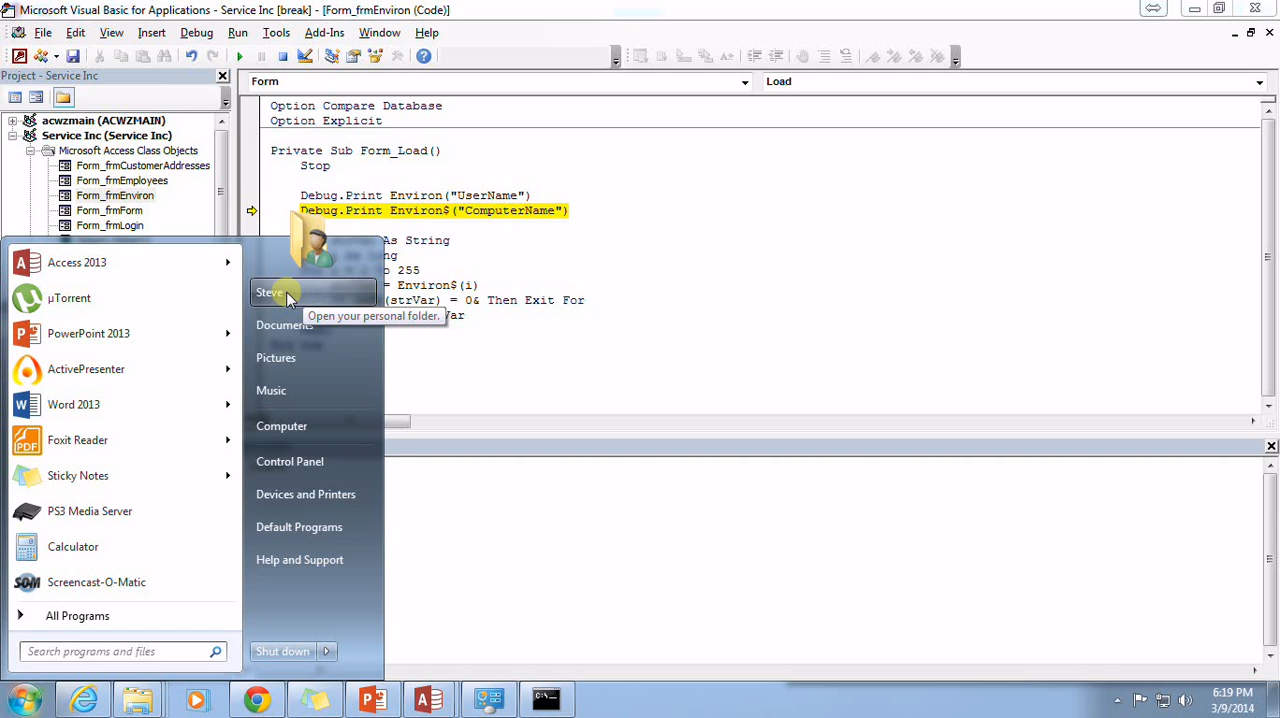 Microsoft Visual Basic for Applications - Service Inc [break] - [Form_frmEnviron (Code)]
File Edit View Insert Debug Run Tools Add-Ins Window Help
Project - Service Inc
Form
Load
acwzmain (ACWZMAIN)
Service Inc (Service Inc)
Microsoft Access Class Objects
Form_frmCustomerAddresses
Form_frmEmployees
Form_frmEnviron
Form_frmForm
Form_frmLogin
Option Compare Database
Option Explicit
Private Sub Form_Load()
Stop
Debug.Print Environ("UserName")
Debug.Print Environ$("ComputerName")
As String
Long
255
= Environ$(i)
(strVar) = 0& Then Exit For
Access 2013
µTorrent
PowerPoint 2013
ActivePresenter
Word 2013
Foxit Reader
PDF
Sticky Notes
PS3 Media Server
Calculator
SOM Screencast-O-Matic
All Programs
Search programs and files
Steve
Open your personal folder.
Documents
Pictures
Music
Computer
Control Panel
Devices and Printers
Default Programs
Help and Support
Shut down
6:19 PM
3/9/2014